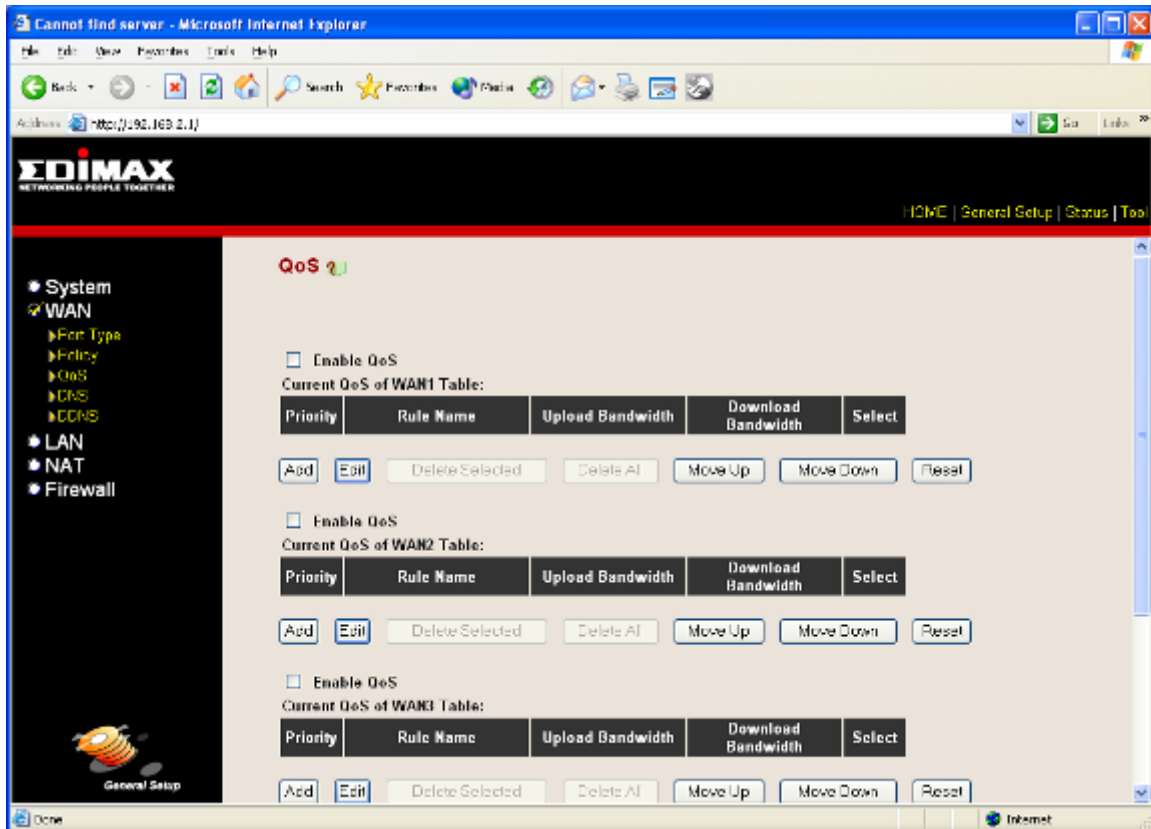 Cannot find server - Microsoft Internet Explorer
File Edit View Favorites Tools Help
Back Search Favorites Media
Address http://192.168.2.1/ Go Links »
EDIMAX
NETWORKING PEOPLE TOGETHER
HOME | General Setup | Status | Tool
System
WAN
Port Type
Policy
QoS
DNS
DDNS
LAN
NAT
Firewall
General Setup
QoS
Enable QoS
Current QoS of WAN1 Table:
Priority Rule Name Upload Bandwidth Download Bandwidth Select
Add Edit Delete Selected Delete All Move Up Move Down Reset
Enable QoS
Current QoS of WAN2 Table:
Priority Rule Name Upload Bandwidth Download Bandwidth Select
Add Edit Delete Selected Delete All Move Up Move Down Reset
Enable QoS
Current QoS of WAN3 Table:
Priority Rule Name Upload Bandwidth Download Bandwidth Select
Add Edit Delete Selected Delete All Move Up Move Down Reset
Done Internet